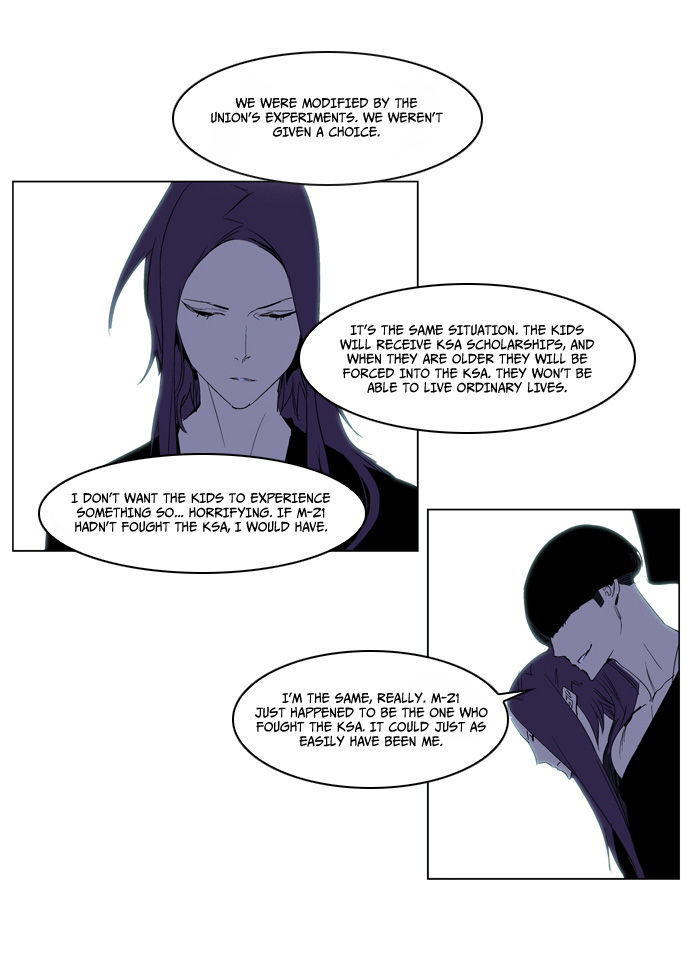 WE WERE MODIFIED BY THE
UNION'S EXPERIMENTS. WE WEREN'T
GIVEN A CHOICE.
IT'S THE SAME SITUATION. THE KIDS
WILL RECEIVE KSA SCHOLARSHIPS, AND
WHEN THEY ARE OLDER THEY WILL BE
FORCED INTO THE KSA. THEY WON'T BE
ABLE TO LIVE ORDINARY LIVES.
I DON'T WANT THE KIDS TO EXPERIENCE
SOMETHING SO... HORRIFYING. IF M-21
HADN'T FOUGHT THE KSA, I WOULD HAVE.
I'M THE SAME, REALLY. M-21
JUST HAPPENED TO BE THE ONE WHO
FOUGHT THE KSA. IT COULD JUST AS
EASILY HAVE BEEN ME.